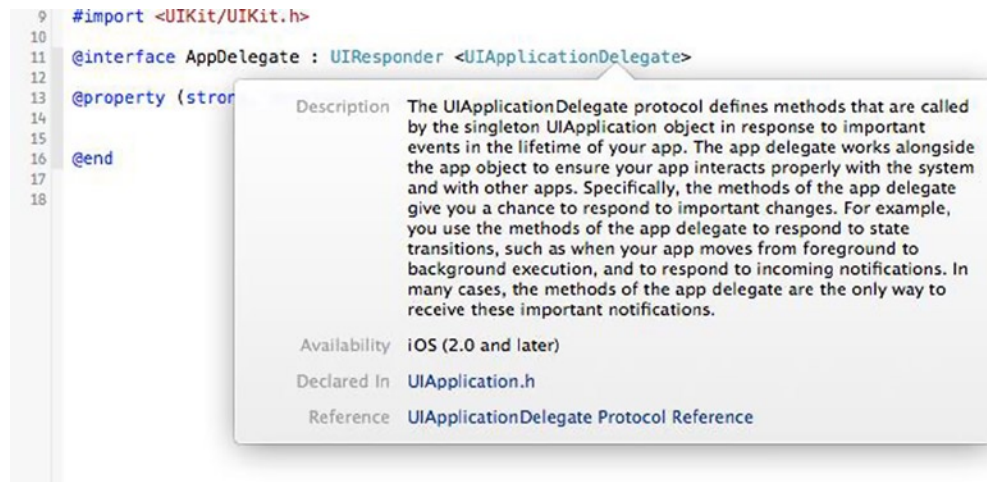 9 #import <UIKit/UIKit.h>
10
11 @interface AppDelegate : UIResponder <UIApplicationDelegate>
12
13 @property (stron
14
15
16 @end
17
18
Description The UIApplicationDelegate protocol defines methods that are called
by the singleton UIApplication object in response to important
events in the lifetime of your app. The app delegate works alongside
the app object to ensure your app interacts properly with the system
and with other apps. Specifically, the methods of the app delegate
give you a chance to respond to important changes. For example,
you use the methods of the app delegate to respond to state
transitions, such as when your app moves from foreground to
background execution, and to respond to incoming notifications. In
many cases, the methods of the app delegate are the only way to
receive these important notifications.
Availability iOS (2.0 and later)
Declared In UIApplication.h
Reference UIApplicationDelegate Protocol Reference